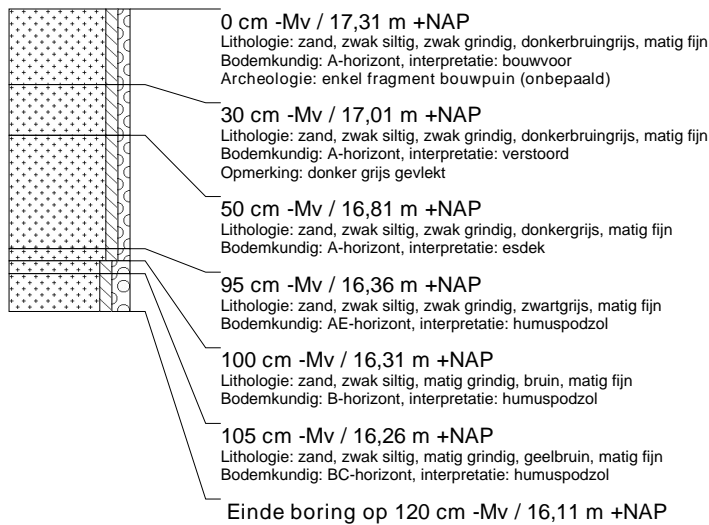 0 cm -Mv / 17,31 m +NAP
Lithologie: zand, zwak siltig, zwak grindig, donkerbruingrijs, matig fijn
Bodemkundig: A-horizont, interpretatie: bouwvoor
Archeologie: enkel fragment bouwpuin (onbepaald)
30 cm -Mv / 17,01 m +NAP
Lithologie: zand, zwak siltig, zwak grindig, donkerbruingrijs, matig fijn
Bodemkundig: A-horizont, interpretatie: verstoord
Opmerking: donker grijs gevlekt
50 cm -Mv / 16,81 m +NAP
Lithologie: zand, zwak siltig, zwak grindig, donkergrijs, matig fijn
Bodemkundig: A-horizont, interpretatie: esdek
95 cm -Mv / 16,36 m +NAP
Lithologie: zand, zwak siltig, zwak grindig, zwartgrijs, matig fijn
Bodemkundig: AE-horizont, interpretatie: humuspodzol
100 cm -Mv / 16,31 m +NAP
Lithologie: zand, zwak siltig, matig grindig, bruin, matig fijn
Bodemkundig: B-horizont, interpretatie: humuspodzol
105 cm -Mv / 16,26 m +NAP
Lithologie: zand, zwak siltig, matig grindig, geelbruin, matig fijn
Bodemkundig: BC-horizont, interpretatie: humuspodzol
Einde boring op 120 cm -Mv / 16,11 m +NAP